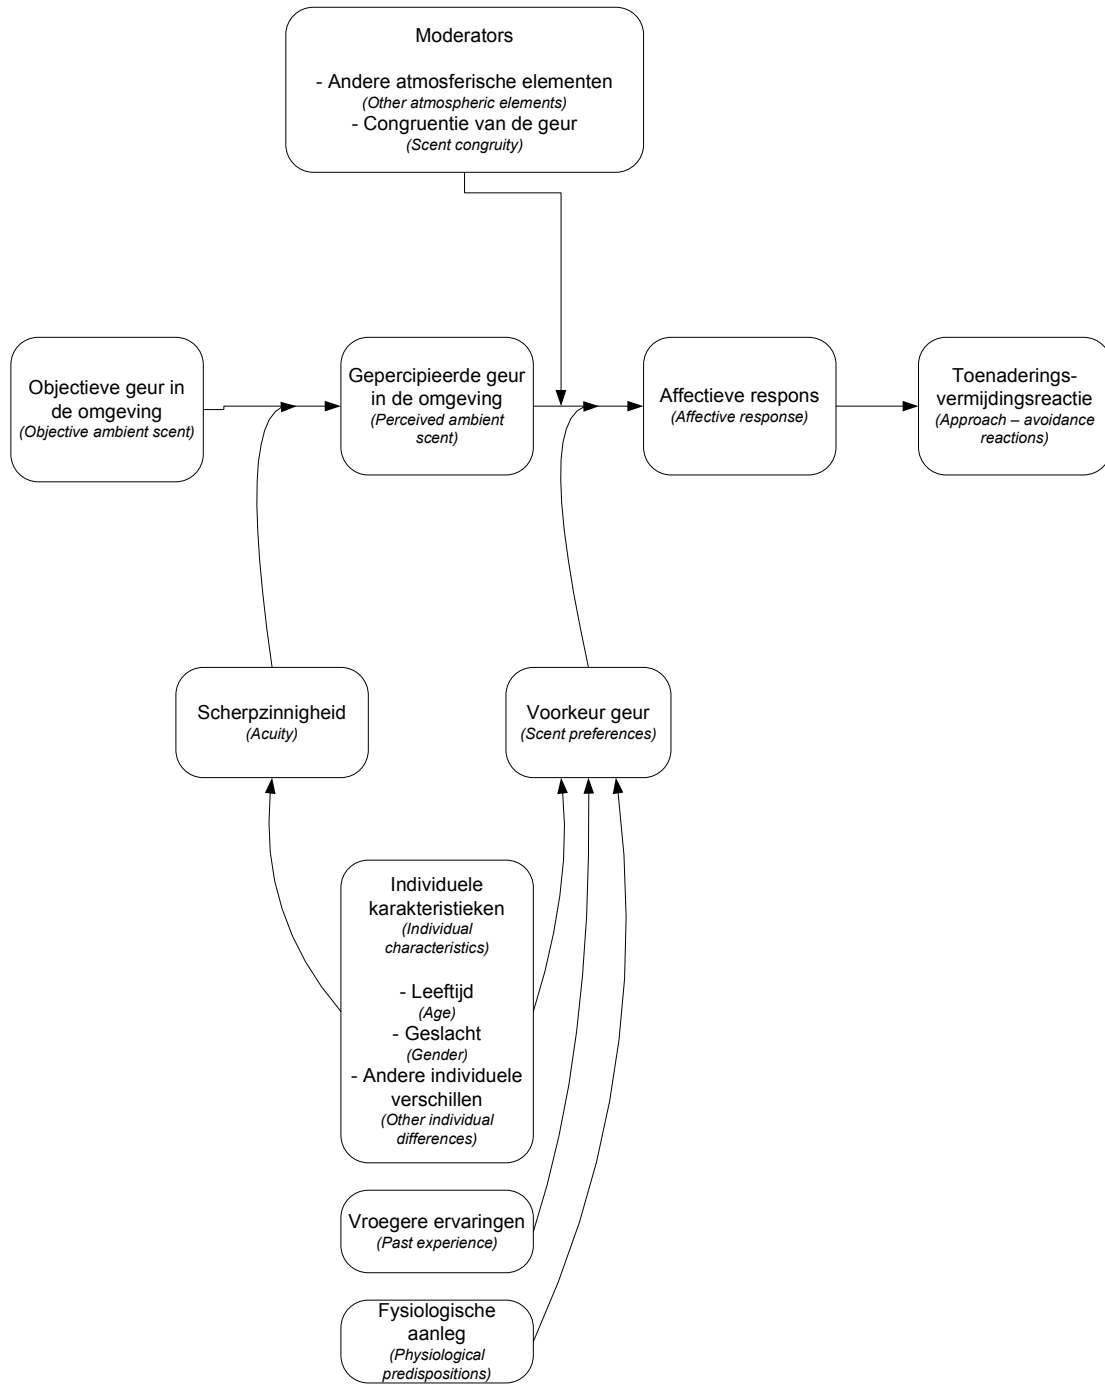 Moderators
- Andere atmosferische elementen
(Other atmospheric elements)
- Congruentie van de geur
(Scent congruity)
Objectieve geur in
de omgeving
(Objective ambient scent)
Gepercipieerde geur
in de omgeving
(Perceived ambient
scent)
Affectieve respons
(Affective response)
Toenaderings-
vermijdingsreactie
(Approach – avoidance
reactions)
Scherpzinnigheid
(Acuity)
Voorkeur geur
(Scent preferences)
Individuele
karakteristieken
(Individual
characteristics)
- Leeftijd
(Age)
- Geslacht
(Gender)
- Andere individuele
verschillen
(Other individual
differences)
Vroegere ervaringen
(Past experience)
Fysiologische
aanleg
(Physiological
predispositions)